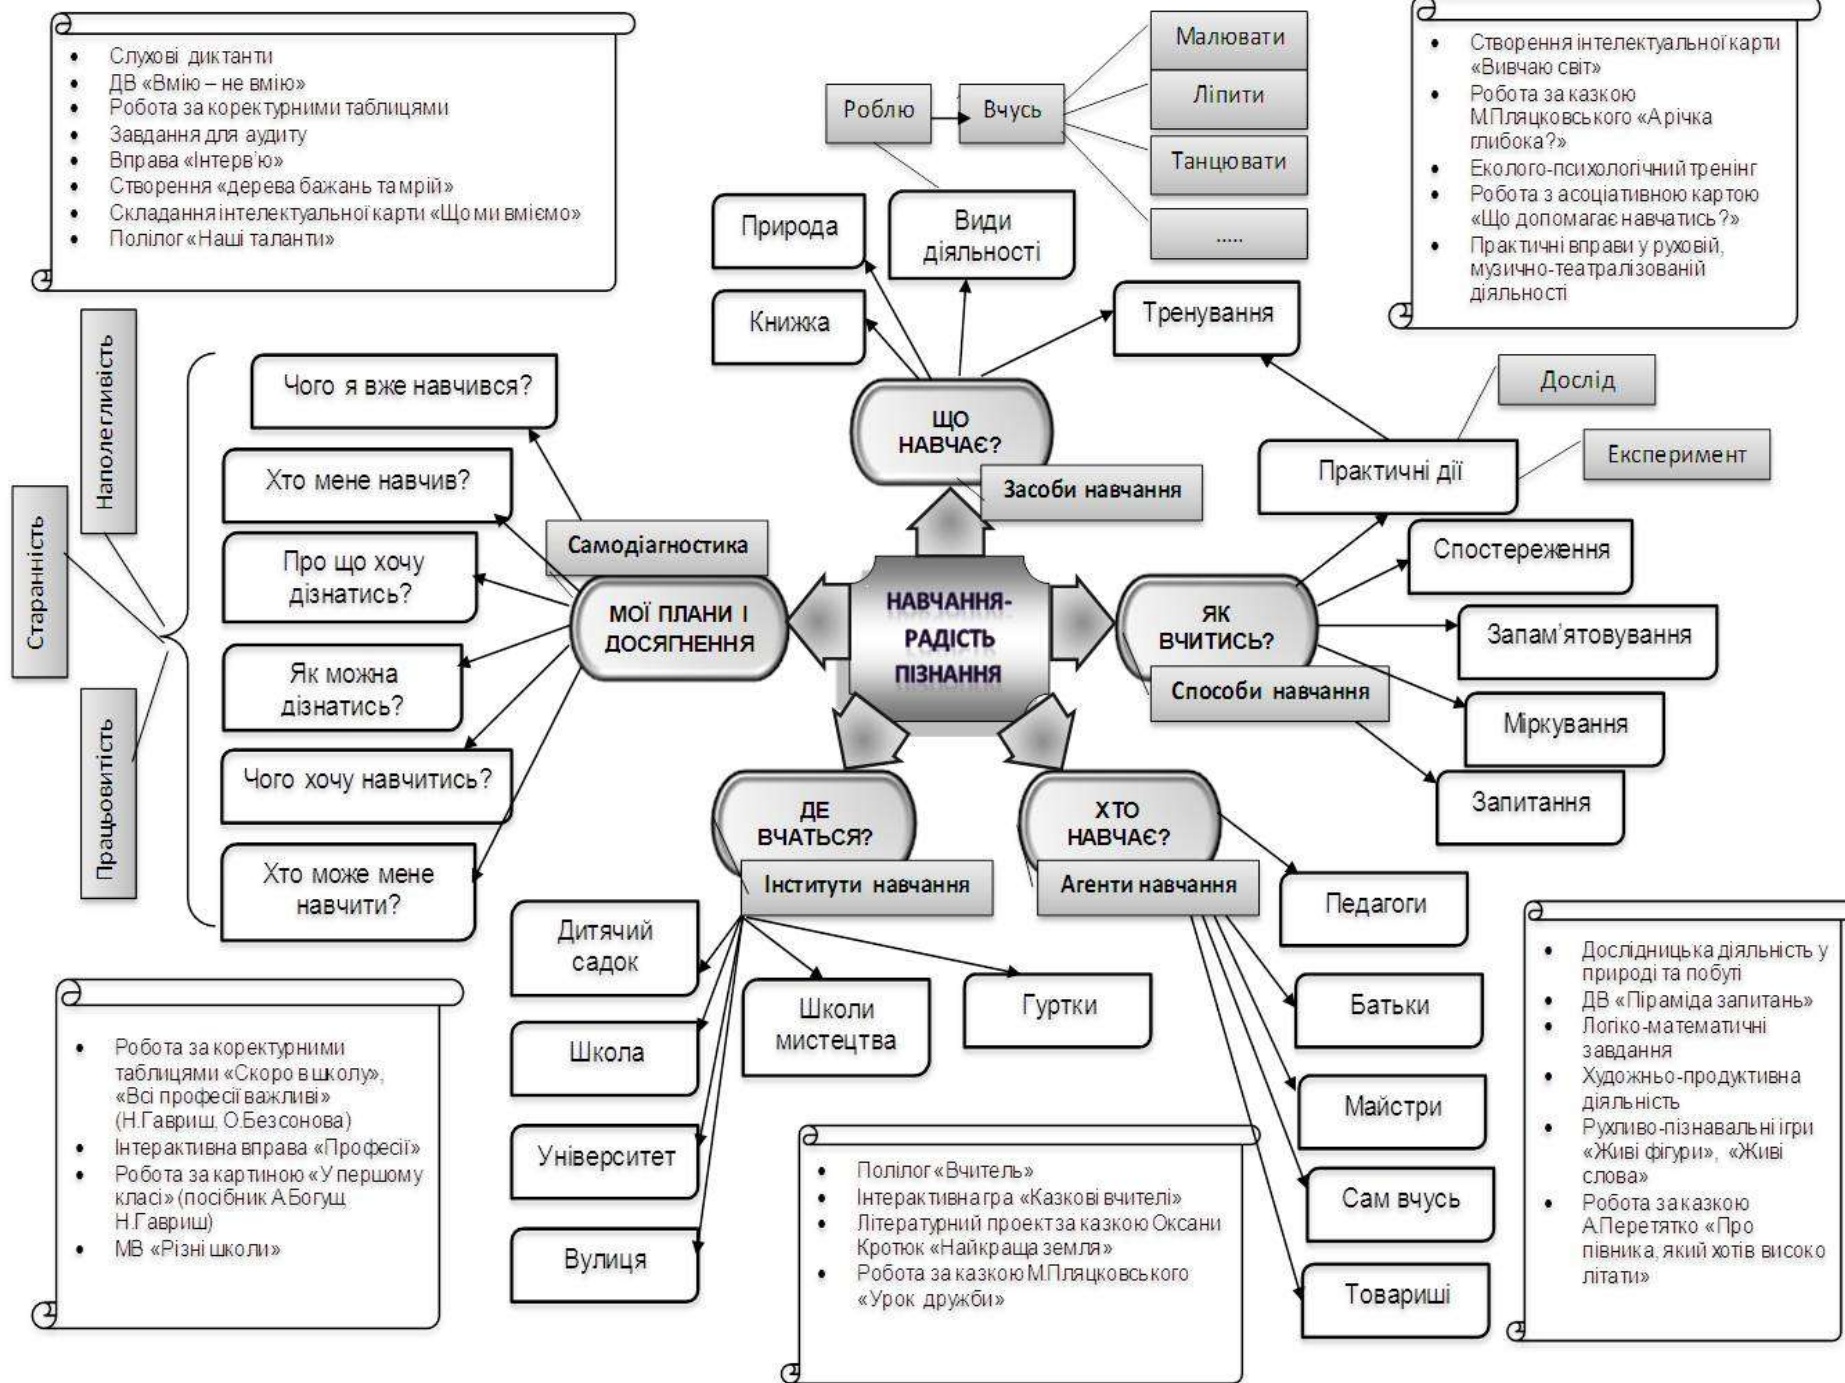 Слухові диктанти
ДВ «Вмію – не вмію»
Робота за коректурними таблицями
Завдання для аудиту
Вправа «Інтерв'ю»
Створення «дерева бажань та мрій»
Складання інтелектуальної карти «Що ми вміємо»
Полілог «Наші таланти»
Роблю
Вчусь
Малювати
Ліпити
Танцювати
.....
Природа
Види
діяльності
Книжка
Тренування
Створення інтелектуальної карти
«Вивчаю світ»
Робота за казкою
М.Пляцковського «А річка
глибока?»
Еколого-психологічний тренінг
Робота з асоціативною картою
«Що допомагає навчатись?»
Практичні вправи у руховій,
музично-театралізованій
діяльності
Наполегливість
Старанність
Працьовитість
Чого я вже навчився?
Хто мене навчив?
Про що хочу
дізнатись?
Як можна
дізнатись?
Чого хочу навчитись?
Хто може мене
навчити?
Самодіагностика
МОЇ ПЛАНИ І
ДОСЯГНЕННЯ
ЩО
НАВЧАЄ?
Засоби навчання
НАВЧАННЯ-
РАДІСТЬ
ПІЗНАННЯ
ЯК
ВЧИТИСЬ?
Способи навчання
Дослід
Експеримент
Практичні дії
Спостереження
Запам'ятовування
Міркування
Запитання
ДЕ
ВЧАТЬСЯ?
Інститути навчання
ХТО
НАВЧАЄ?
Агенти навчання
Дитячий
садок
Школа
Університет
Вулиця
Школи
мистецтва
Гуртки
Педагоги
Батьки
Майстри
Сам вчусь
Товариші
Робота за коректурними
таблицями «Скоро в школу»,
«Всі професії важливі»
(Н.Гавриш, О.Безсонова)
Інтерактивна вправа «Професії»
Робота за картиною «У першому
класі» (посібник А.Богуш,
Н.Гавриш)
МВ «Різні школи»
Полілог «Вчитель»
Інтерактивна гра «Казкові вчителі»
Літературний проект за казкою Оксани
Кротюк «Найкраща земля»
Робота за казкою М.Пляцковського
«Урок дружби»
Дослідницька діяльність у
природі та побуті
ДВ «Піраміда запитань»
Логіко-математичні
завдання
Художньо-продуктивна
діяльність
Рухливо-пізнавальні ігри
«Живі фігури», «Живі
слова»
Робота за казкою
А.Перетятко «Про
півника, який хотів високо
літати»